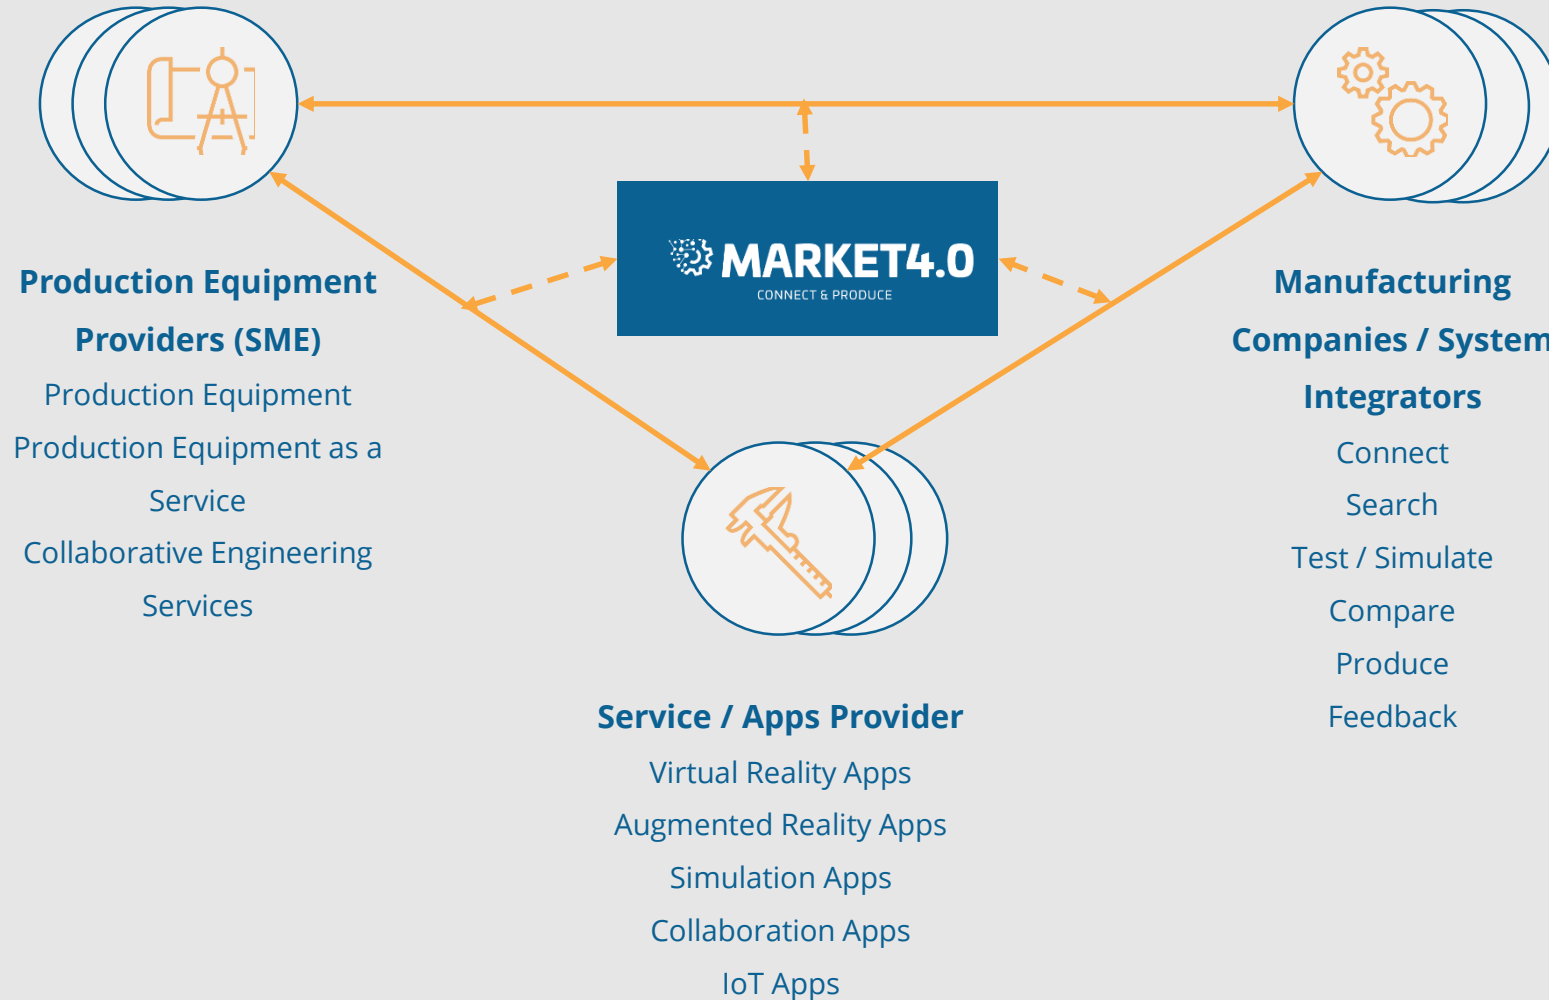 MARKET4.0
CONNECT & PRODUCE
Production Equipment
Providers (SME)
Production Equipment
Production Equipment as a
Service
Collaborative Engineering
Services
Manufacturing
Companies / System
Integrators
Connect
Search
Test / Simulate
Compare
Produce
Feedback
Service / Apps Provider
Virtual Reality Apps
Augmented Reality Apps
Simulation Apps
Collaboration Apps
IoT Apps